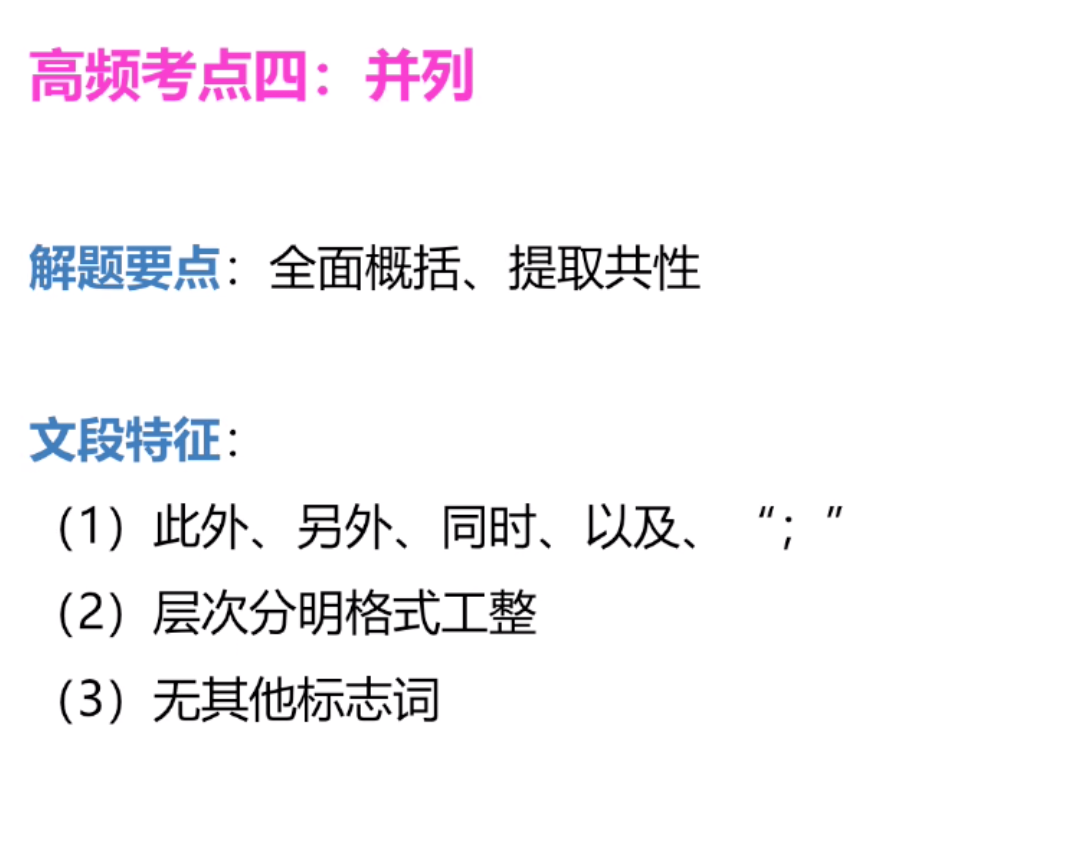 高频考点四：并列
解题要点：全面概括、提取共性
文段特征：
（1）此外、另外、同时、以及、“；”
（2）层次分明格式工整
（3）无其他标志词